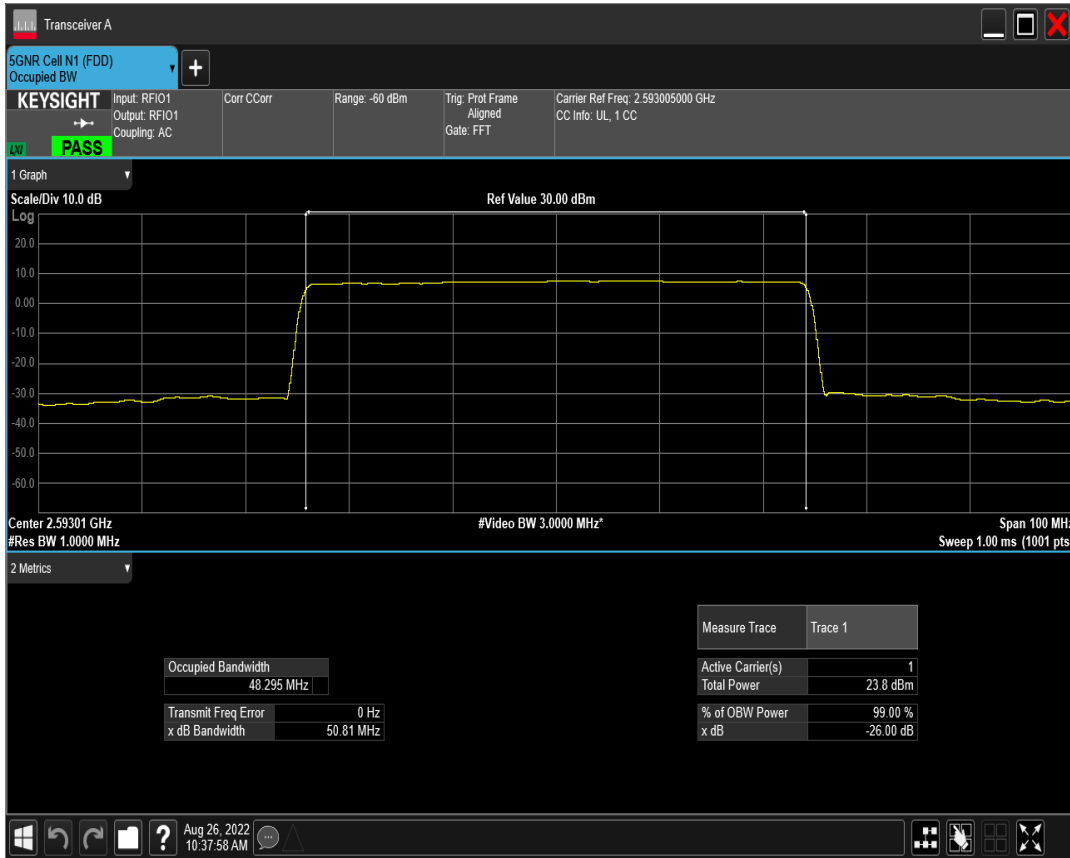 Transceiver A
5GNR Cell N1 (FDD)
Occupied BW
+
KEYSIGHT
LXI
PASS
Input: RFIO1
Output: RFIO1
Coupling: AC
Corr CCorr
Range: -60 dBm
Trig: Prot Frame
Aligned
Gate: FFT
Carrier Ref Freq: 2.593005000 GHz
CC Info: UL, 1 CC
1 Graph
Scale/Div 10.0 dB
Ref Value 30.00 dBm
Log
20.0
10.0
0.00
-10.0
-20.0
-30.0
-40.0
-50.0
-60.0
Center 2.59301 GHz
#Video BW 3.0000 MHz*
Span 100 MHz
#Res BW 1.0000 MHz
Sweep 1.00 ms (1001 pts
2 Metrics
Measure Trace Trace 1
Occupied Bandwidth
48.295 MHz
Active Carrier(s) 1
Total Power 23.8 dBm
Transmit Freq Error 0 Hz
x dB Bandwidth 50.81 MHz
% of OBW Power 99.00 %
x dB -26.00 dB
?
Aug 26, 2022
10:37:58 AM